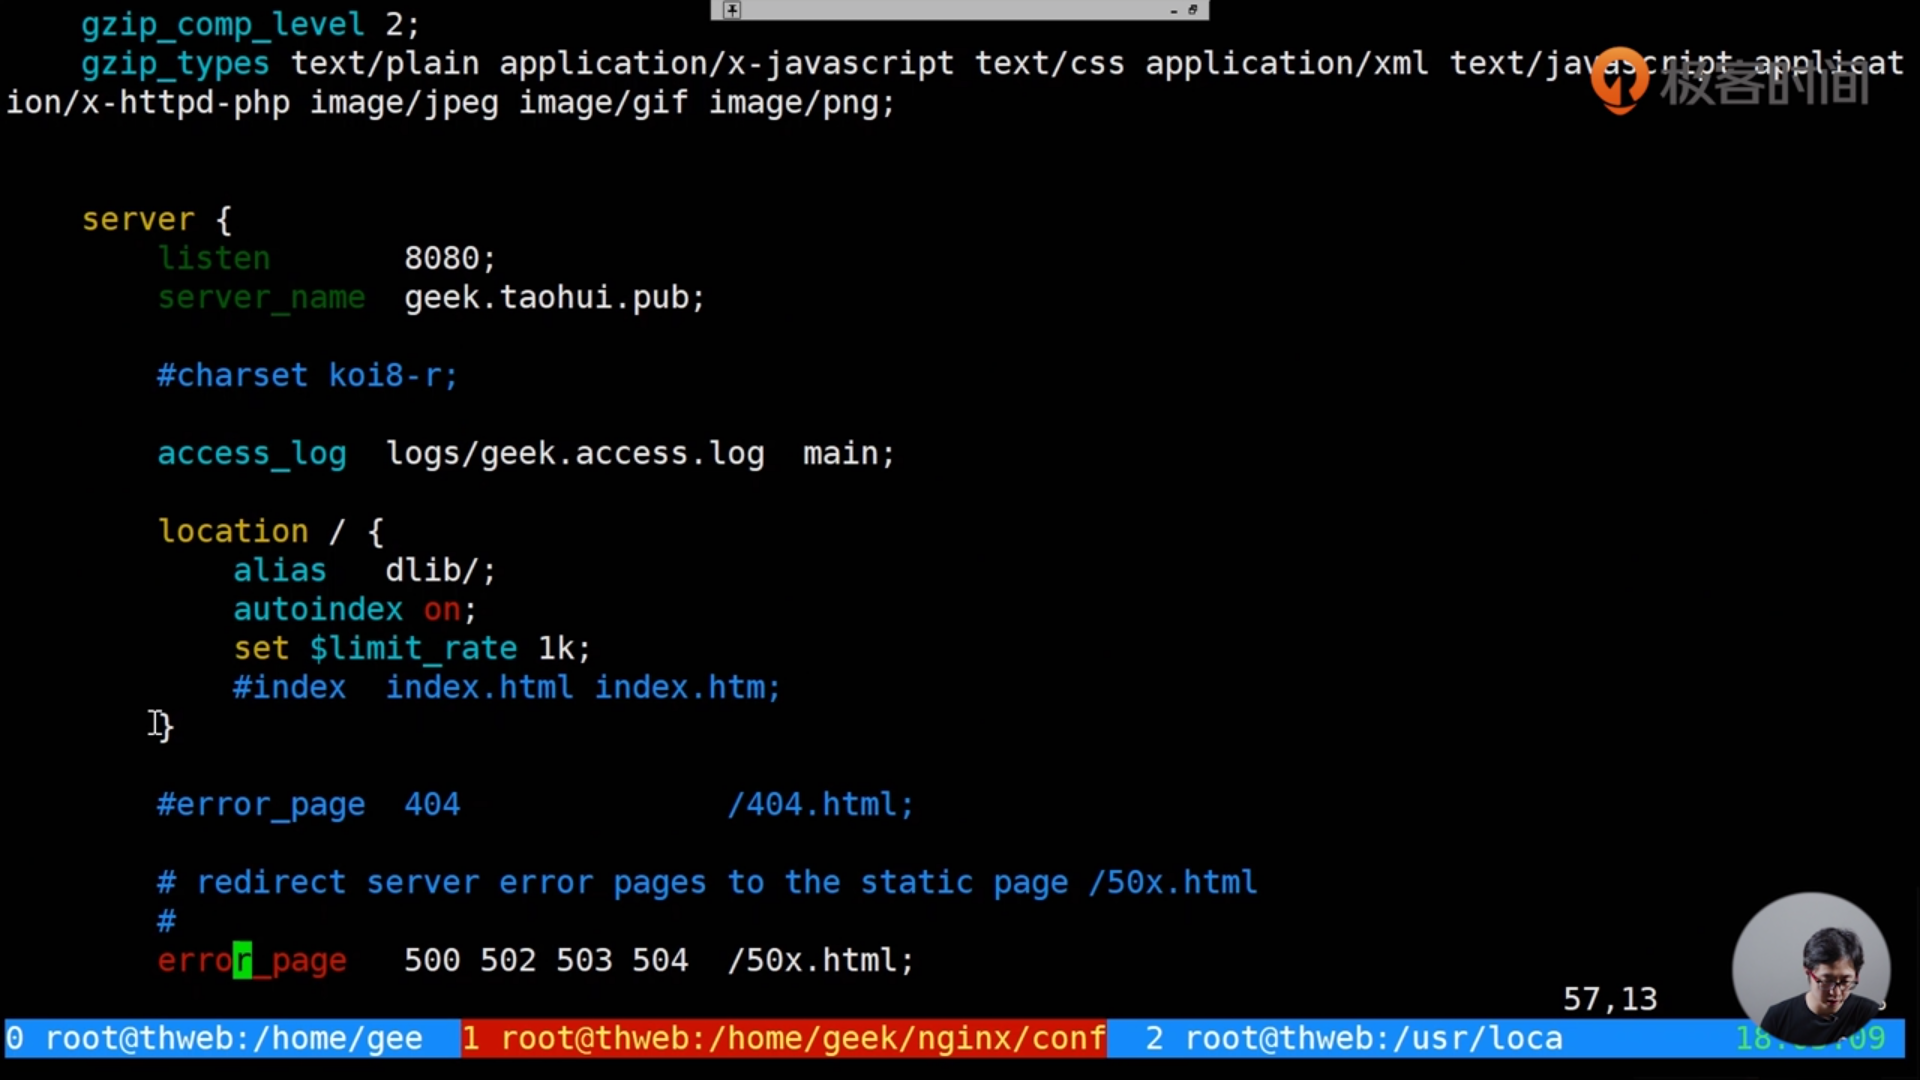 gzip_comp_level 2;
gzip_types text/plain application/x-javascript text/css application/xml text/javascript applicat
ion/x-httpd-php image/jpeg image/gif image/png;
极客时间
server {
listen 8080;
server_name geek.taohui.pub;
#charset koi8-r;
access_log logs/geek.access.log main;
location / {
alias dlib/;
autoindex on;
set $limit_rate 1k;
#index index.html index.htm;
}
#error_page 404 /404.html;
# redirect server error pages to the static page /50x.html
#
error_page 500 502 503 504 /50x.html;
57,13
0 root@thweb:/home/gee 1 root@thweb:/home/geek/nginx/conf 2 root@thweb:/usr/loca